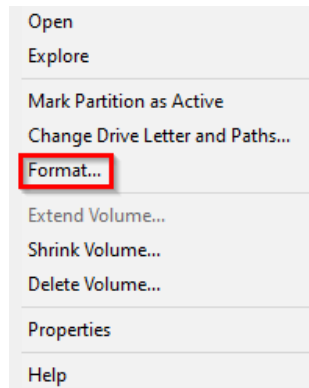 Open
Explore
Mark Partition as Active
Change Drive Letter and Paths...
Format...
Extend Volume...
Shrink Volume...
Delete Volume...
Properties
Help